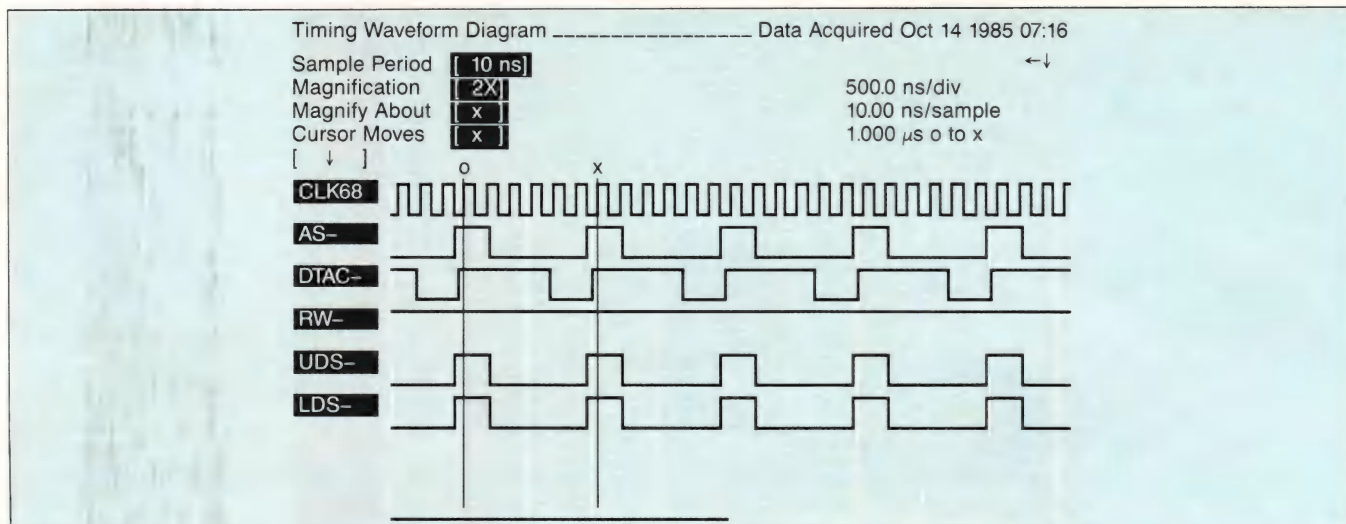 Timing Waveform Diagram __________________ Data Acquired Oct 14 1985 07:16
Sample Period [ 10 ns] ←↓
Magnification [ 2X] 500.0 ns/div
Magnify About [ x ] 10.00 ns/sample
Cursor Moves [ x ] 1.000 μs o to x
[ ↓ ]
o x
CLK68
AS–
DTAC–
RW–
UDS–
LDS–